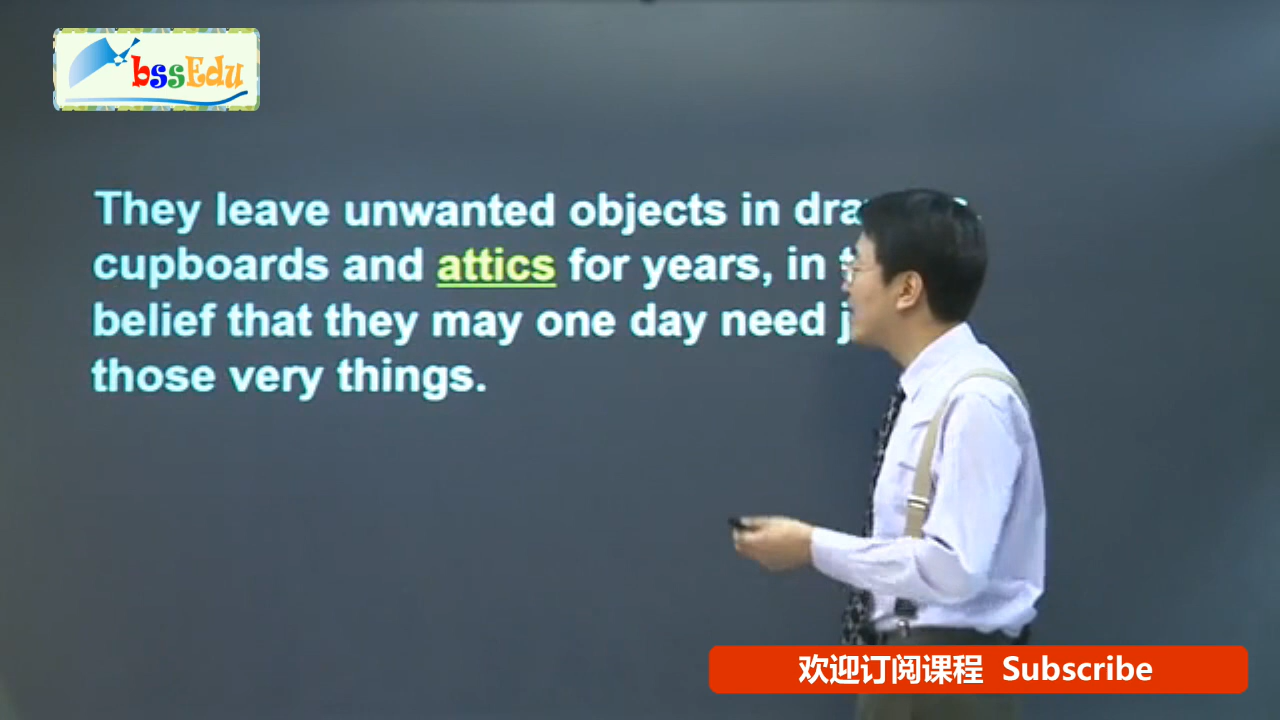 bssEdu
They leave unwanted objects in
cupboards and attics for years, in
belief that they may one day need
those very things.
欢迎订阅课程 Subscribe